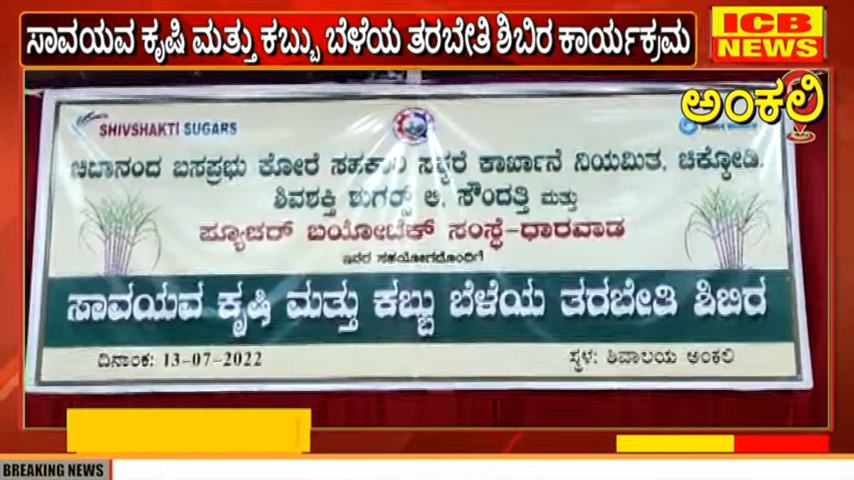 ಸಾವಯವ ಕೃಷಿ ಮತ್ತು ಕಬ್ಬು ಬೆಳೆಯ ತರಬೇತಿ ಶಿಬಿರ ಕಾರ್ಯಕ್ರಮ
ICB NEWS
ಅಂಕಲಿ
SHIVSHAKTI SUGARS
ಚಿದಾನಂದ ಬಸಪ್ರಭು ಕೋರೆ ಸಹಕಾರಿ ಸಕ್ಕರೆ ಕಾರ್ಖಾನೆ ನಿಯಮಿತ, ಚಿಕ್ಕೋಡಿ.
ಶಿವಶಕ್ತಿ ಶುಗರ್ಸ್ ಲಿ. ಸೌಂದತ್ತಿ ಮತ್ತು
ಪ್ಯೂಚರ್ ಬಯೋಟೆಕ್ ಸಂಸ್ಥೆ-ಧಾರವಾಡ
ಇವರ ಸಹಯೋಗದೊಂದಿಗೆ
ಸಾವಯವ ಕೃಷಿ ಮತ್ತು ಕಬ್ಬು ಬೆಳೆಯ ತರಬೇತಿ ಶಿಬಿರ
ದಿನಾಂಕ: 13-07-2022 ಸ್ಥಳ: ಶಿವಾಲಯ ಅಂಕಲಿ
BREAKING NEWS